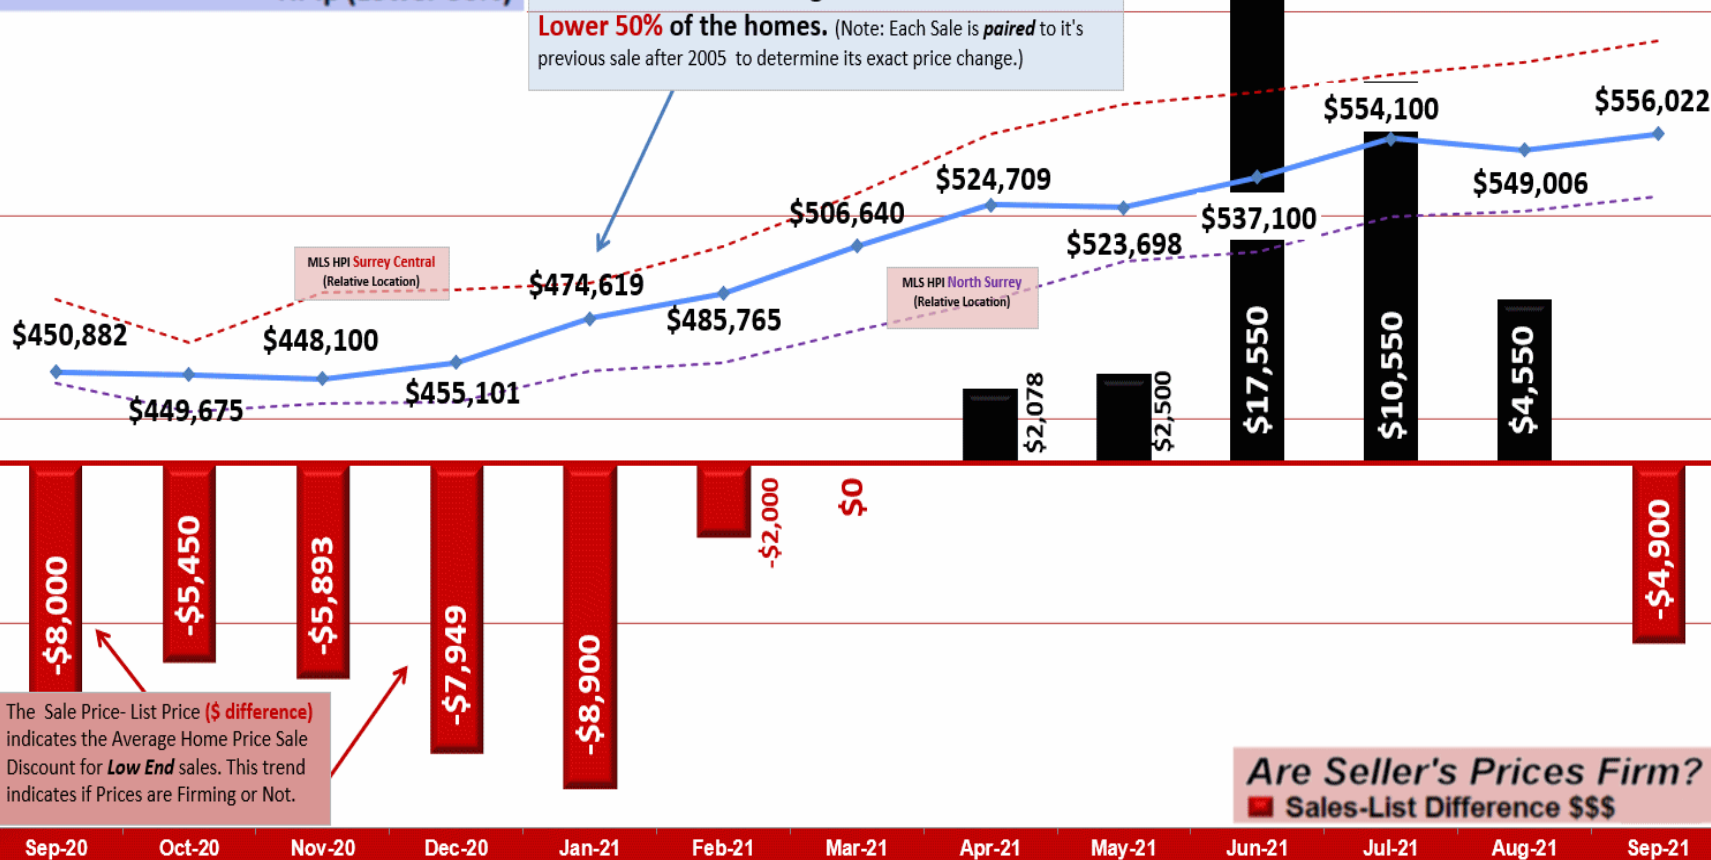 Lower 50% of the homes. (Note: Each Sale is paired to it's
previous sale after 2005 to determine its exact price change.)
$450,882
$449,675
$448,100
$455,101
$474,619
$485,765
$506,640
$524,709
$523,698
$537,100
$554,100
$549,006
$556,022
MLS HPI Surrey Central
(Relative Location)
MLS HPI North Surrey
(Relative Location)
-$8,000
-$5,450
-$5,893
-$7,949
-$8,900
-$2,000
$0
$2,078
$2,500
$17,550
$10,550
$4,550
-$4,900
The Sale Price- List Price ($ difference)
indicates the Average Home Price Sale
Discount for Low End sales. This trend
indicates if Prices are Firming or Not.
Are Seller's Prices Firm?
Sales-List Difference $$$
Sep-20 Oct-20 Nov-20 Dec-20 Jan-21 Feb-21 Mar-21 Apr-21 May-21 Jun-21 Jul-21 Aug-21 Sep-21